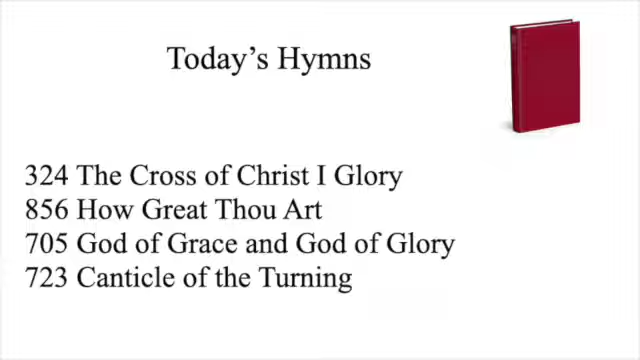 Today’s Hymns
324 The Cross of Christ I Glory
856 How Great Thou Art
705 God of Grace and God of Glory
723 Canticle of the Turning